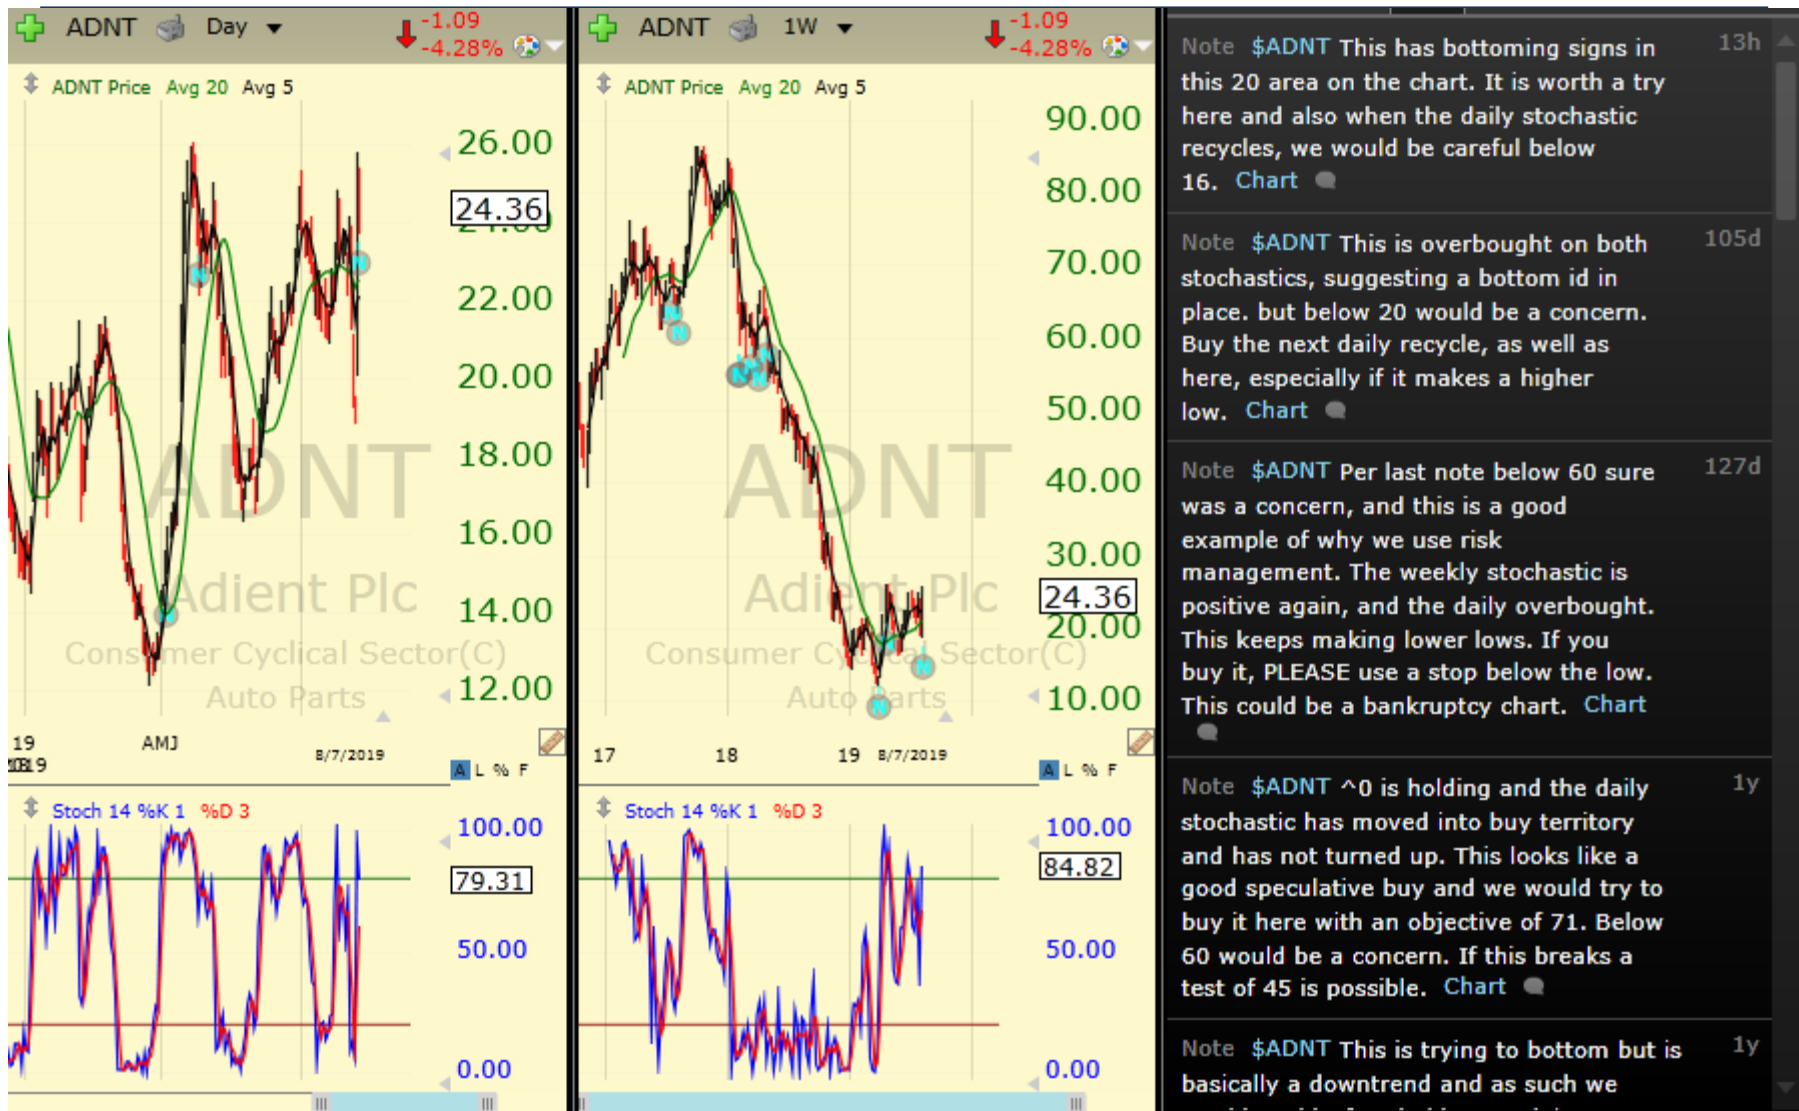 ADNT Day
-1.09
-4.28%
ADNT Price Avg 20 Avg 5
26.00
24.36
24.00
22.00
20.00
18.00
16.00
14.00
12.00
ADNT
Adient Plc
Consumer Cyclical Sector(C)
Auto Parts
19 AMJ 8/7/2019
A L % F
Stoch 14 %K 1 %D 3
100.00
79.31
50.00
0.00
ADNT 1W
-1.09
-4.28%
ADNT Price Avg 20 Avg 5
90.00
80.00
70.00
60.00
50.00
40.00
30.00
24.36
20.00
10.00
ADNT
Adient Plc
Consumer Cyclical Sector(C)
Auto Parts
17 18 19 8/7/2019
A L % F
Stoch 14 %K 1 %D 3
100.00
84.82
50.00
0.00
Note $ADNT This has bottoming signs in 13h
this 20 area on the chart. It is worth a try
here and also when the daily stochastic
recycles, we would be careful below
16. Chart
Note $ADNT This is overbought on both 105d
stochastics, suggesting a bottom id in
place. but below 20 would be a concern.
Buy the next daily recycle, as well as
here, especially if it makes a higher
low. Chart
Note $ADNT Per last note below 60 sure 127d
was a concern, and this is a good
example of why we use risk
management. The weekly stochastic is
positive again, and the daily overbought.
This keeps making lower lows. If you
buy it, PLEASE use a stop below the low.
This could be a bankruptcy chart. Chart
Note $ADNT ^0 is holding and the daily 1y
stochastic has moved into buy territory
and has not turned up. This looks like a
good speculative buy and we would try to
buy it here with an objective of 71. Below
60 would be a concern. If this breaks a
test of 45 is possible. Chart
Note $ADNT This is trying to bottom but is 1y
basically a downtrend and as such we